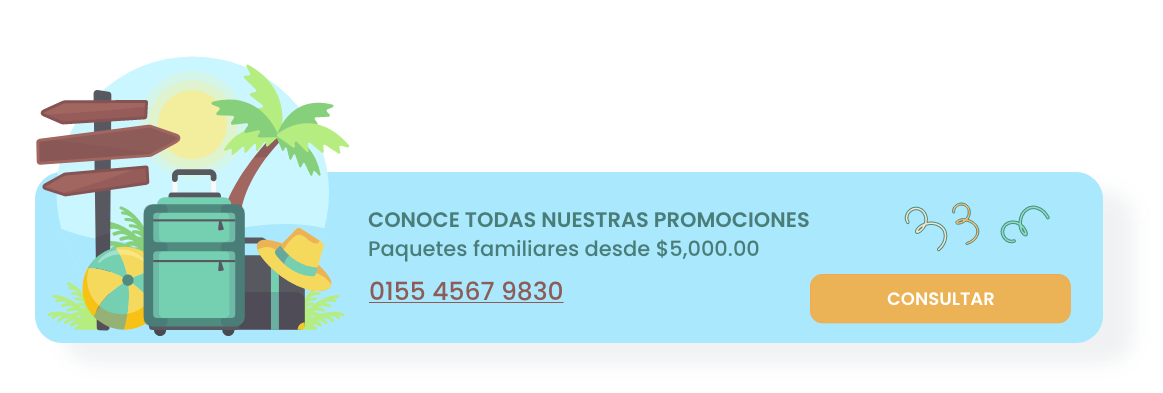 CONOCE TODAS NUESTRAS PROMOCIONES
Paquetes familiares desde $5,000.00
0155 4567 9830
CONSULTAR